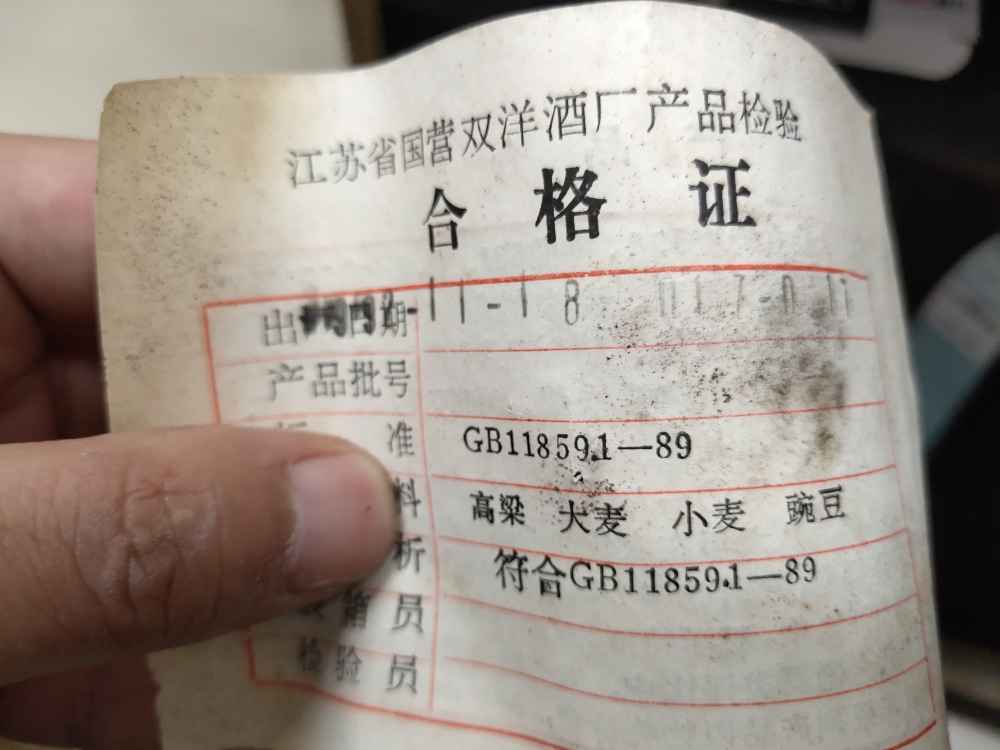 江苏省国营双洋酒厂产品检验
合格证
出 日期 11-18
产品批号
准 GB11859.1—89
料 高粱 大麦 小麦 豌豆
析 符合GB11859.1—89
员
检验员